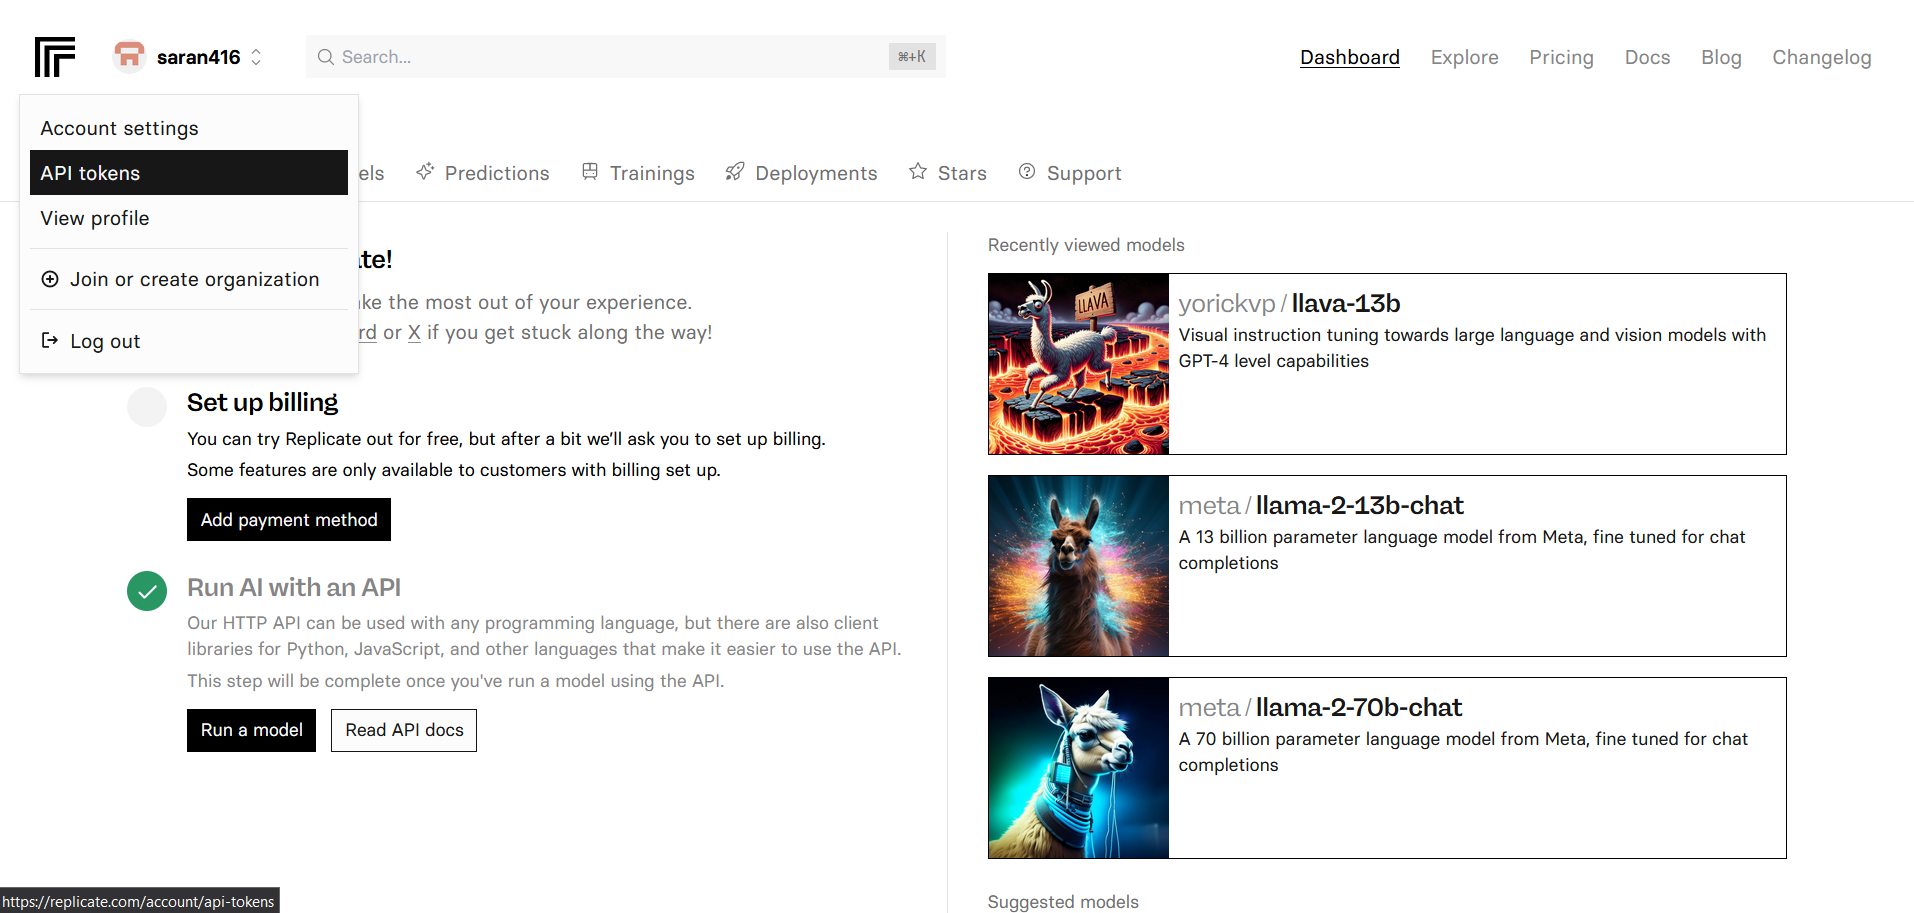 saran416
Search...
⌘+K
Dashboard
Explore
Pricing
Docs
Blog
Changelog
Account settings
API tokens
View profile
Join or create organization
Log out
els
Predictions
Trainings
Deployments
Stars
Support
te!
ke the most out of your experience.
rd or X if you get stuck along the way!
Set up billing
You can try Replicate out for free, but after a bit we'll ask you to set up billing.
Some features are only available to customers with billing set up.
Add payment method
Run AI with an API
Our HTTP API can be used with any programming language, but there are also client
libraries for Python, JavaScript, and other languages that make it easier to use the API.
This step will be complete once you've run a model using the API.
Run a model
Read API docs
Recently viewed models
LLAVA
yorickvp/llava-13b
Visual instruction tuning towards large language and vision models with
GPT-4 level capabilities
meta/llama-2-13b-chat
A 13 billion parameter language model from Meta, fine tuned for chat
completions
meta/llama-2-70b-chat
A 70 billion parameter language model from Meta, fine tuned for chat
completions
Suggested models
https://replicate.com/account/api-tokens